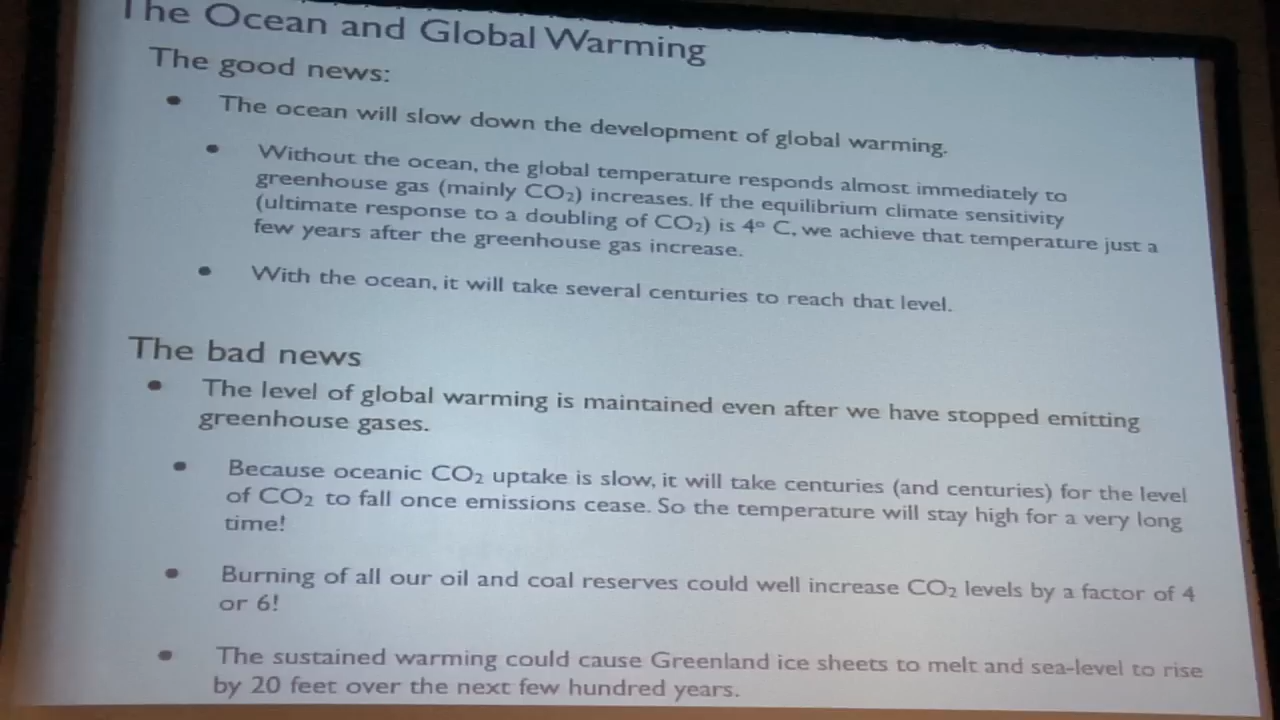 The Ocean and Global Warming
The good news:
• The ocean will slow down the development of global warming.
• Without the ocean, the global temperature responds almost immediately to
greenhouse gas (mainly CO₂) increases. If the equilibrium climate sensitivity
(ultimate response to a doubling of CO₂) is 4° C, we achieve that temperature just a
few years after the greenhouse gas increase.
• With the ocean, it will take several centuries to reach that level.
The bad news
• The level of global warming is maintained even after we have stopped emitting
greenhouse gases.
• Because oceanic CO₂ uptake is slow, it will take centuries (and centuries) for the level
of CO₂ to fall once emissions cease. So the temperature will stay high for a very long
time!
• Burning of all our oil and coal reserves could well increase CO₂ levels by a factor of 4
or 6!
• The sustained warming could cause Greenland ice sheets to melt and sea-level to rise
by 20 feet over the next few hundred years.